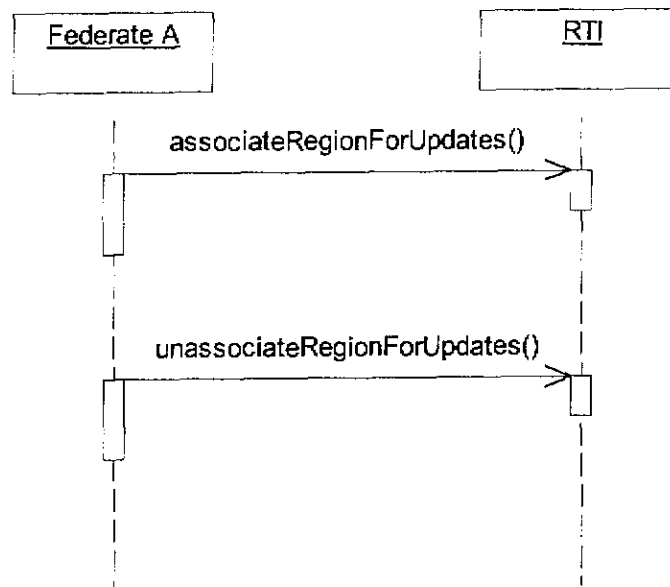 Federate A
RTI
associateRegionForUpdates()
unassociateRegionForUpdates()